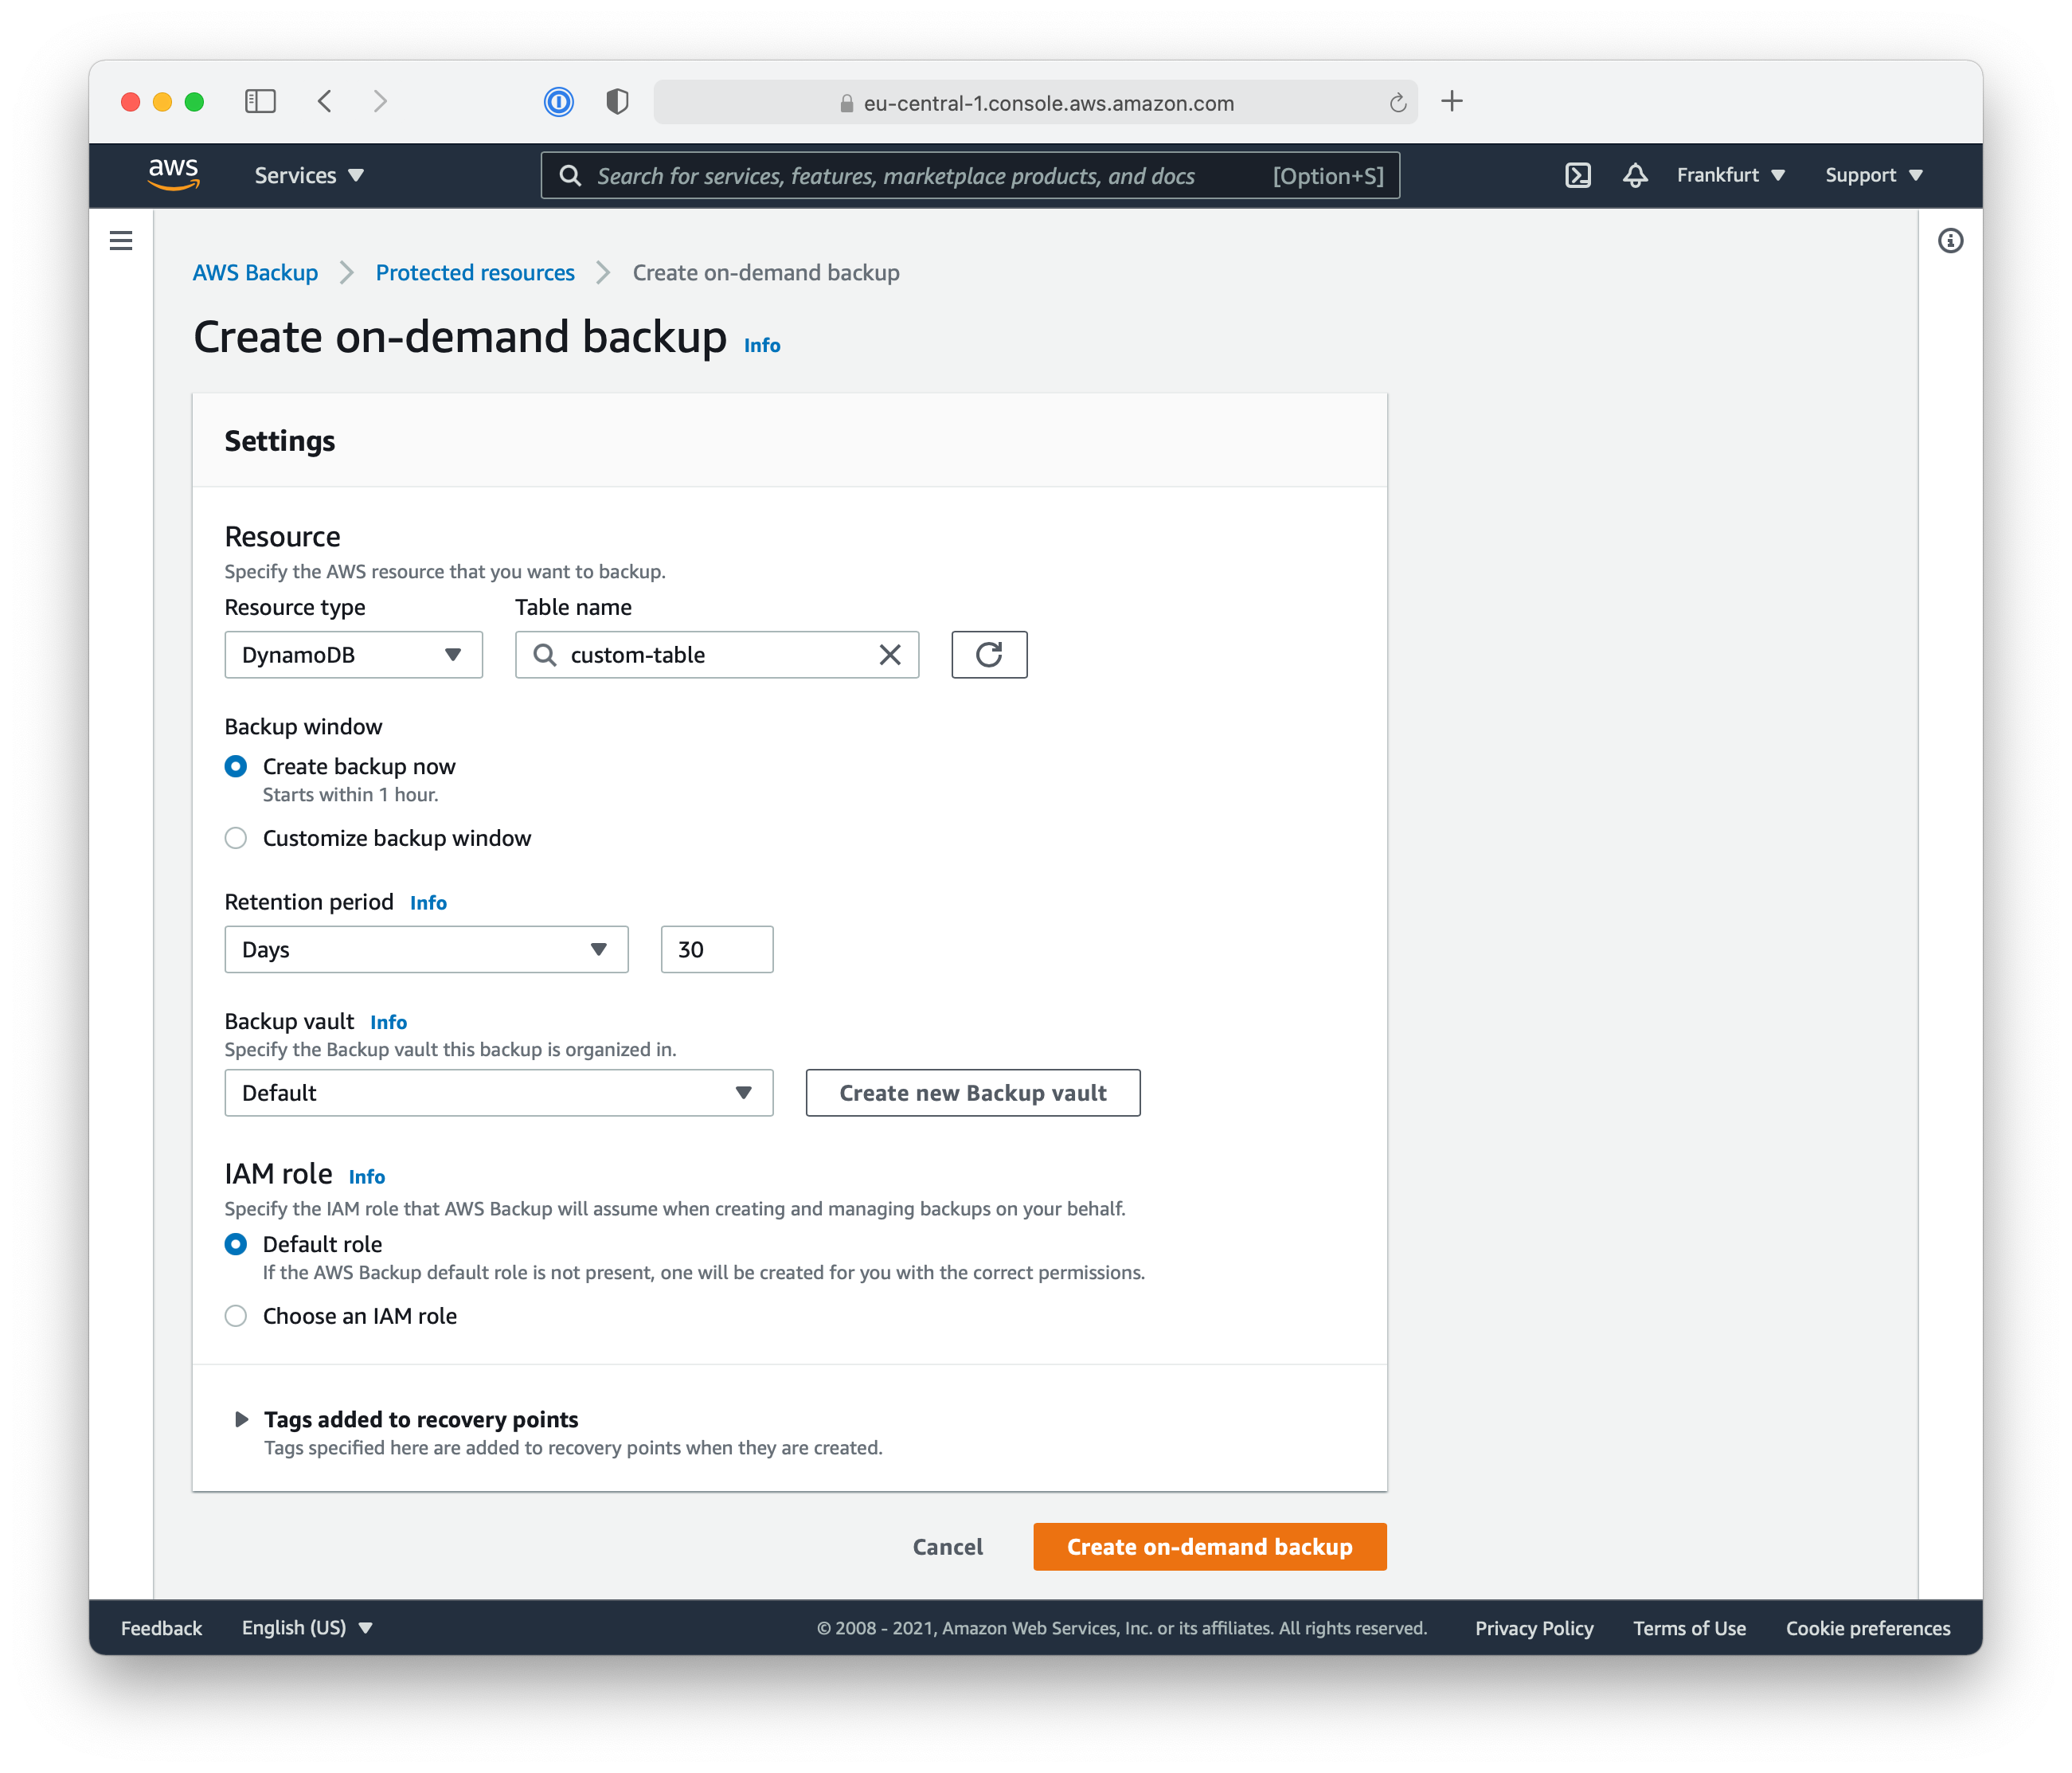 eu-central-1.console.aws.amazon.com
aws
Services
Search for services, features, marketplace products, and docs [Option+S]
Frankfurt
Support
AWS Backup
Protected resources
Create on-demand backup
Create on-demand backup Info
Settings
Resource
Specify the AWS resource that you want to backup.
Resource type Table name
DynamoDB custom-table
Backup window
Create backup now
Starts within 1 hour.
Customize backup window
Retention period Info
Days 30
Backup vault Info
Specify the Backup vault this backup is organized in.
Default Create new Backup vault
IAM role Info
Specify the IAM role that AWS Backup will assume when creating and managing backups on your behalf.
Default role
If the AWS Backup default role is not present, one will be created for you with the correct permissions.
Choose an IAM role
Tags added to recovery points
Tags specified here are added to recovery points when they are created.
Cancel Create on-demand backup
Feedback English (US) © 2008 - 2021, Amazon Web Services, Inc. or its affiliates. All rights reserved. Privacy Policy Terms of Use Cookie preferences